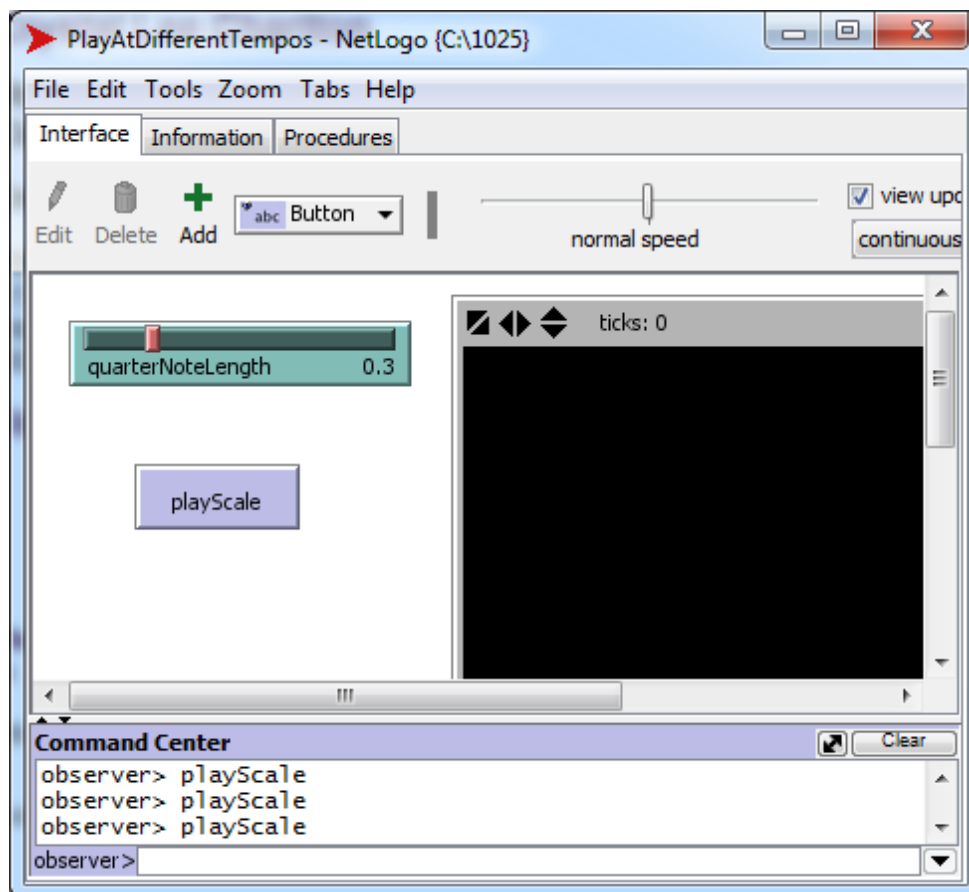 PlayAtDifferentTempos - NetLogo {C:\1025}
File Edit Tools Zoom Tabs Help
Interface Information Procedures
Edit Delete Add abc Button normal speed view upd
continuous
ticks: 0
quarterNoteLength 0.3
playScale
Command Center Clear
observer> playScale
observer> playScale
observer> playScale
observer>